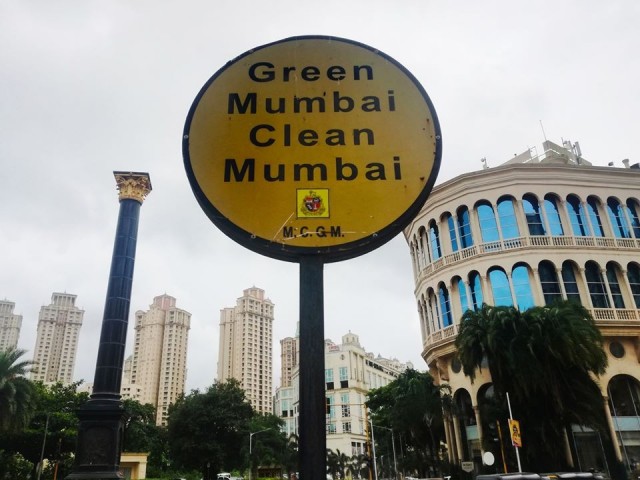 Green
Mumbai
Clean
Mumbai
M. C. G. M.